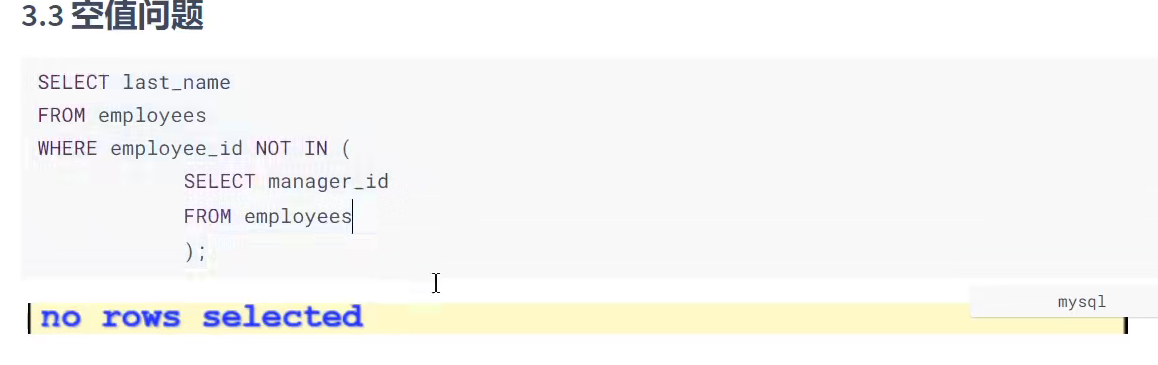 3.3 空值问题
SELECT last_name
FROM employees
WHERE employee_id NOT IN (
SELECT manager_id
FROM employees
);
mysql
no rows selected